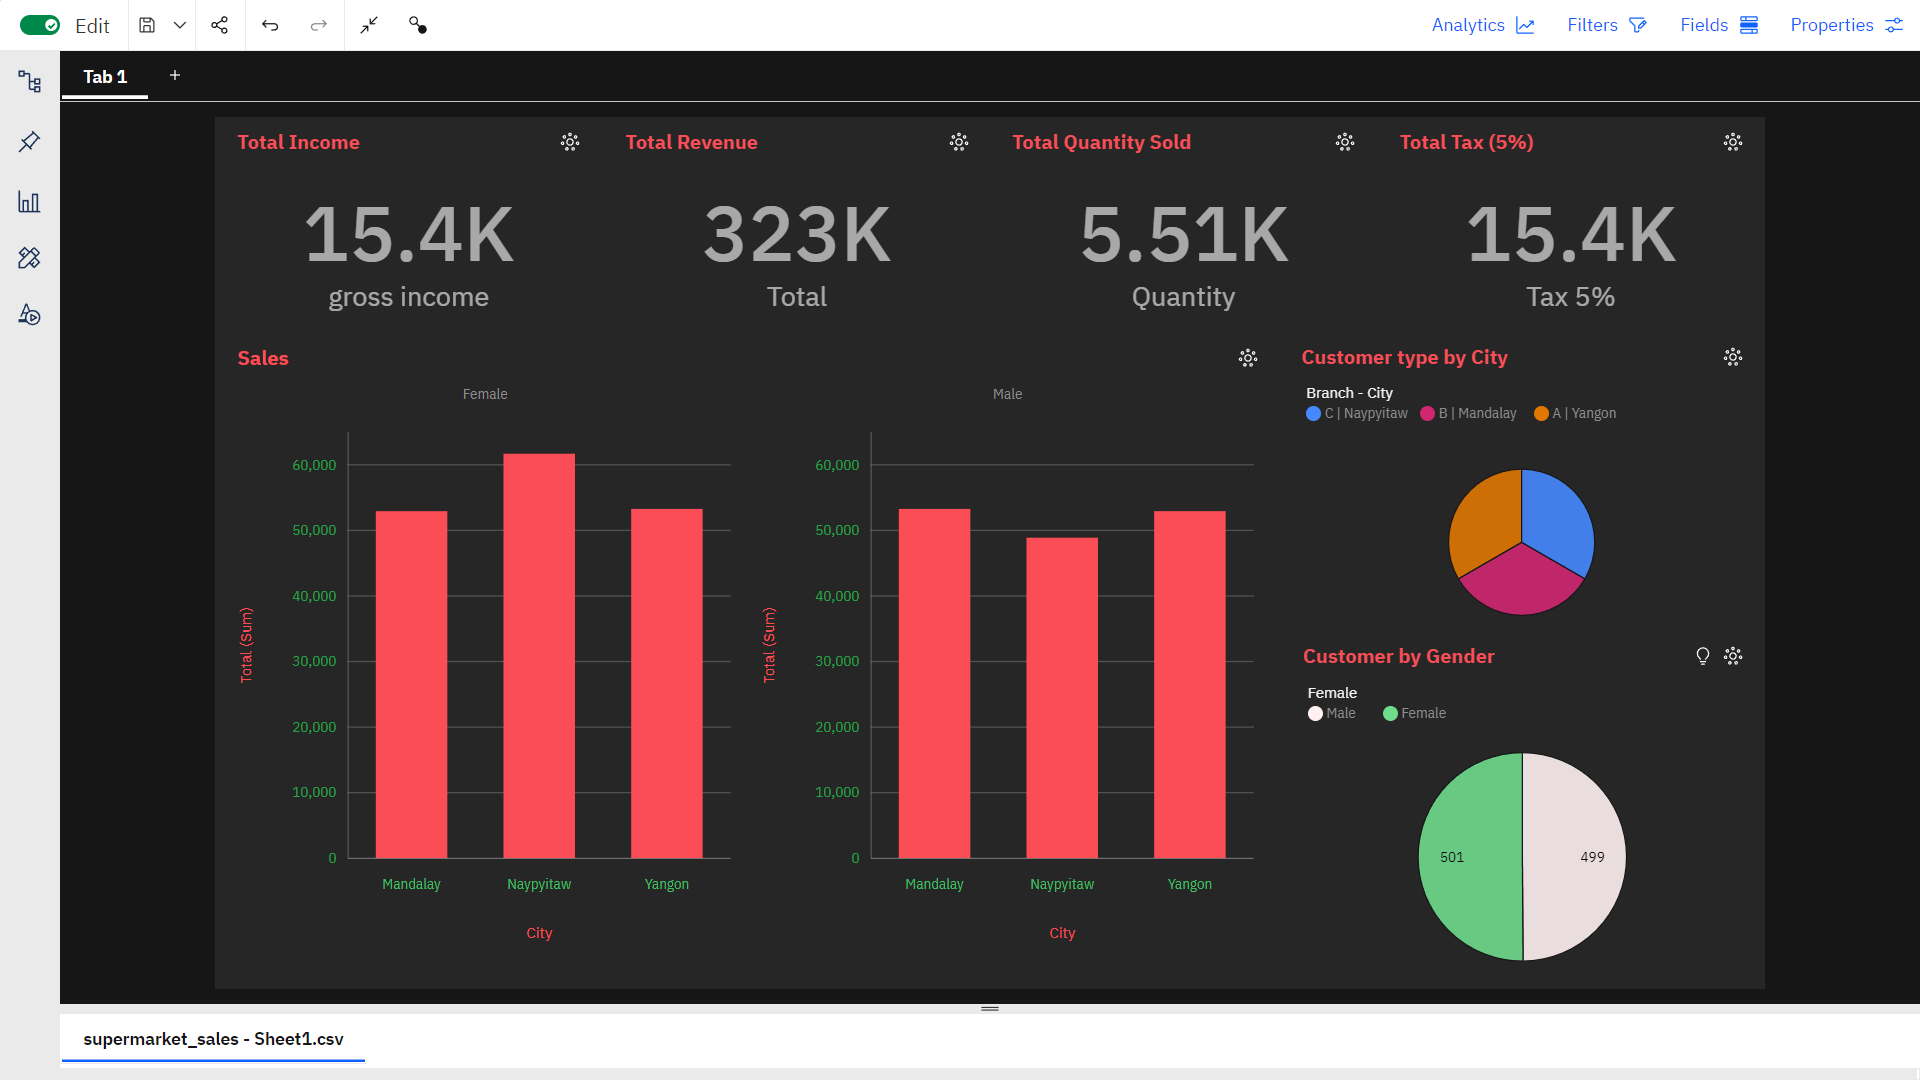 Edit
Analytics
Filters
Fields
Properties
Tab 1
+
Total Income
Total Revenue
Total Quantity Sold
Total Tax (5%)
15.4K
gross income
323K
Total
5.51K
Quantity
15.4K
Tax 5%
Sales
Female
Male
Total (Sum)
60,000
50,000
40,000
30,000
20,000
10,000
0
Mandalay
Naypyitaw
Yangon
City
Total (Sum)
60,000
50,000
40,000
30,000
20,000
10,000
0
Mandalay
Naypyitaw
Yangon
City
Customer type by City
Branch - City
C | Naypyitaw
B | Mandalay
A | Yangon
Customer by Gender
Female
Male
Female
501
499
supermarket_sales - Sheet1.csv